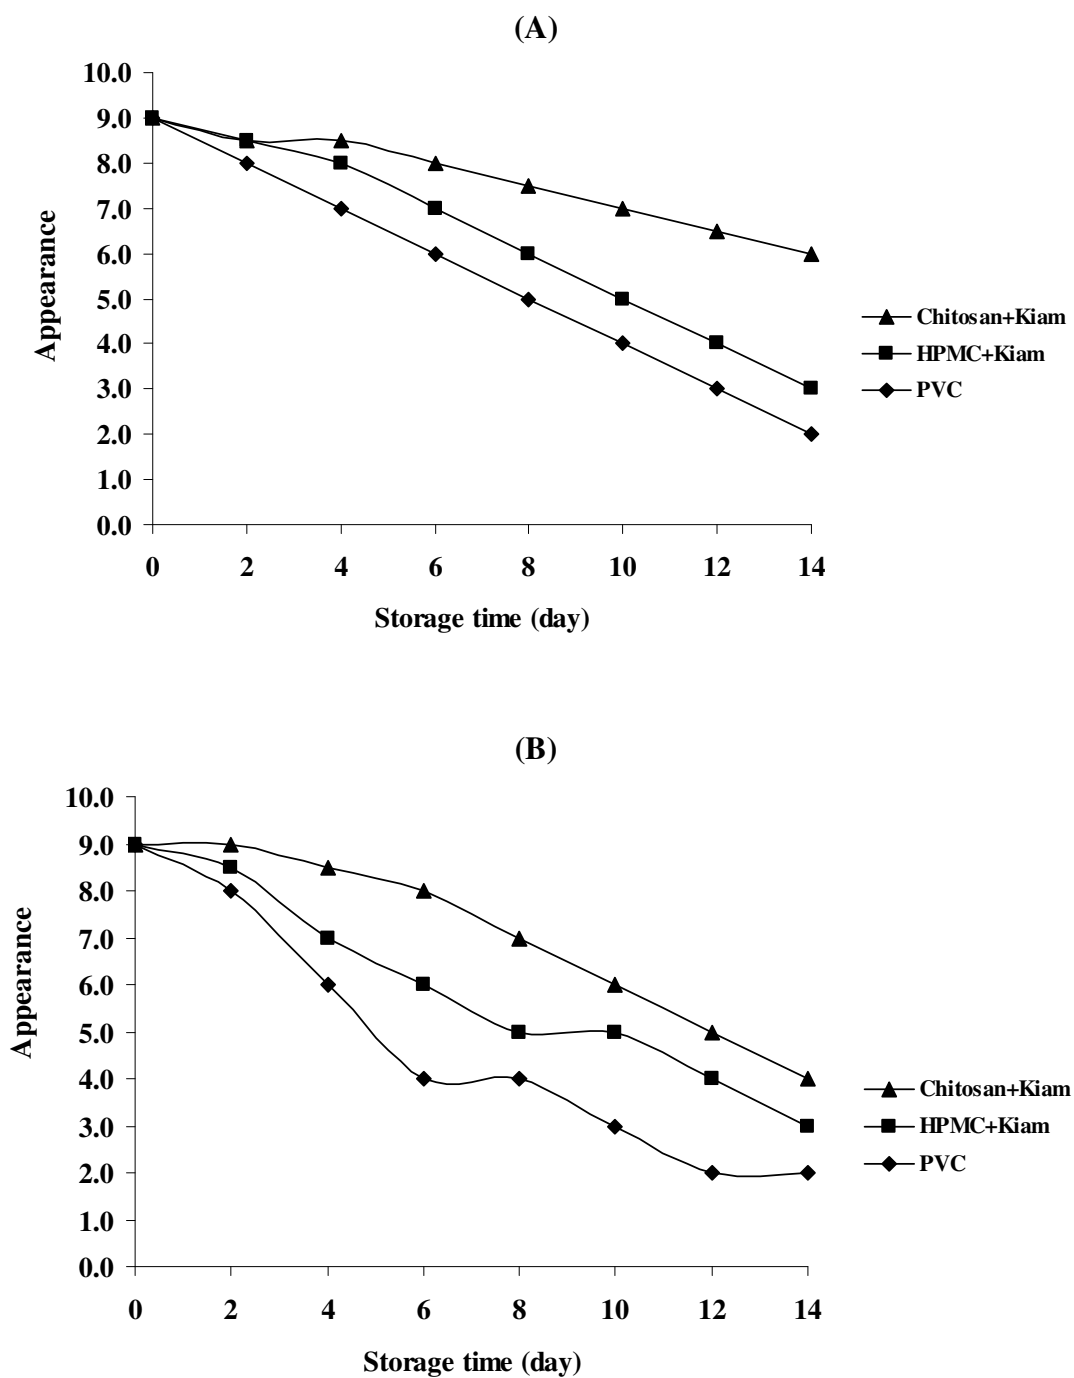 (A)
10.0
9.0
8.0
7.0
6.0
5.0
4.0
3.0
2.0
1.0
0.0
Appearance
0 2 4 6 8 10 12 14
Storage time (day)
Chitosan+Kiam
HPMC+Kiam
PVC
(B)
10.0
9.0
8.0
7.0
6.0
5.0
4.0
3.0
2.0
1.0
0.0
Appearance
0 2 4 6 8 10 12 14
Storage time (day)
Chitosan+Kiam
HPMC+Kiam
PVC